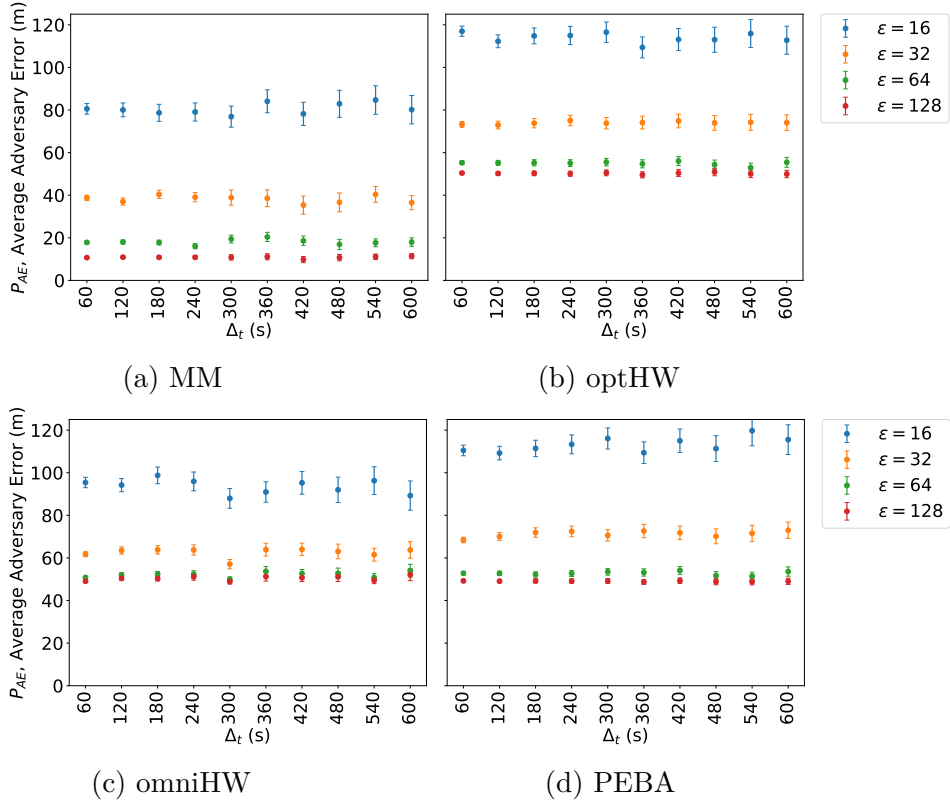 120
100
80
60
40
20
0
P_AE, Average Adversary Error (m)
60 120 180 240 300 360 420 480 540 600
Δ_t (s)
(a) MM
60 120 180 240 300 360 420 480 540 600
Δ_t (s)
(b) optHW
ε = 16
ε = 32
ε = 64
ε = 128
120
100
80
60
40
20
0
P_AE, Average Adversary Error (m)
60 120 180 240 300 360 420 480 540 600
Δ_t (s)
(c) omniHW
60 120 180 240 300 360 420 480 540 600
Δ_t (s)
(d) PEBA
ε = 16
ε = 32
ε = 64
ε = 128